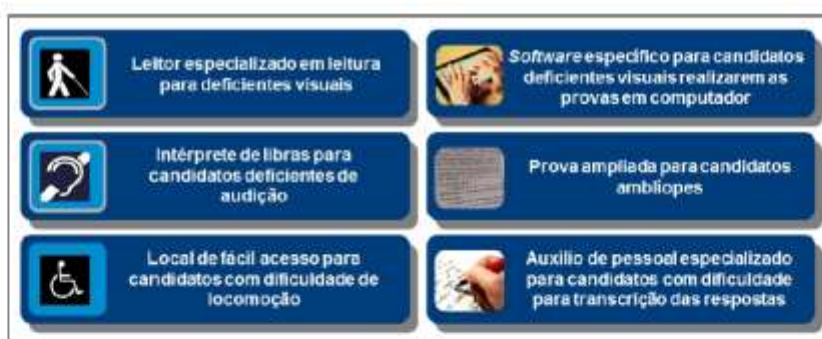 Leitor especializado em leitura
para deficientes visuais
Software específico para candidatos
deficientes visuais realizarem as
provas em computador
Intérprete de libras para
candidatos deficientes de
audição
Prova ampliada para candidatos
amblíopes
Local de fácil acesso para
candidatos com dificuldade de
locomoção
Auxílio de pessoal especializado
para candidatos com dificuldade
para transcrição das respostas